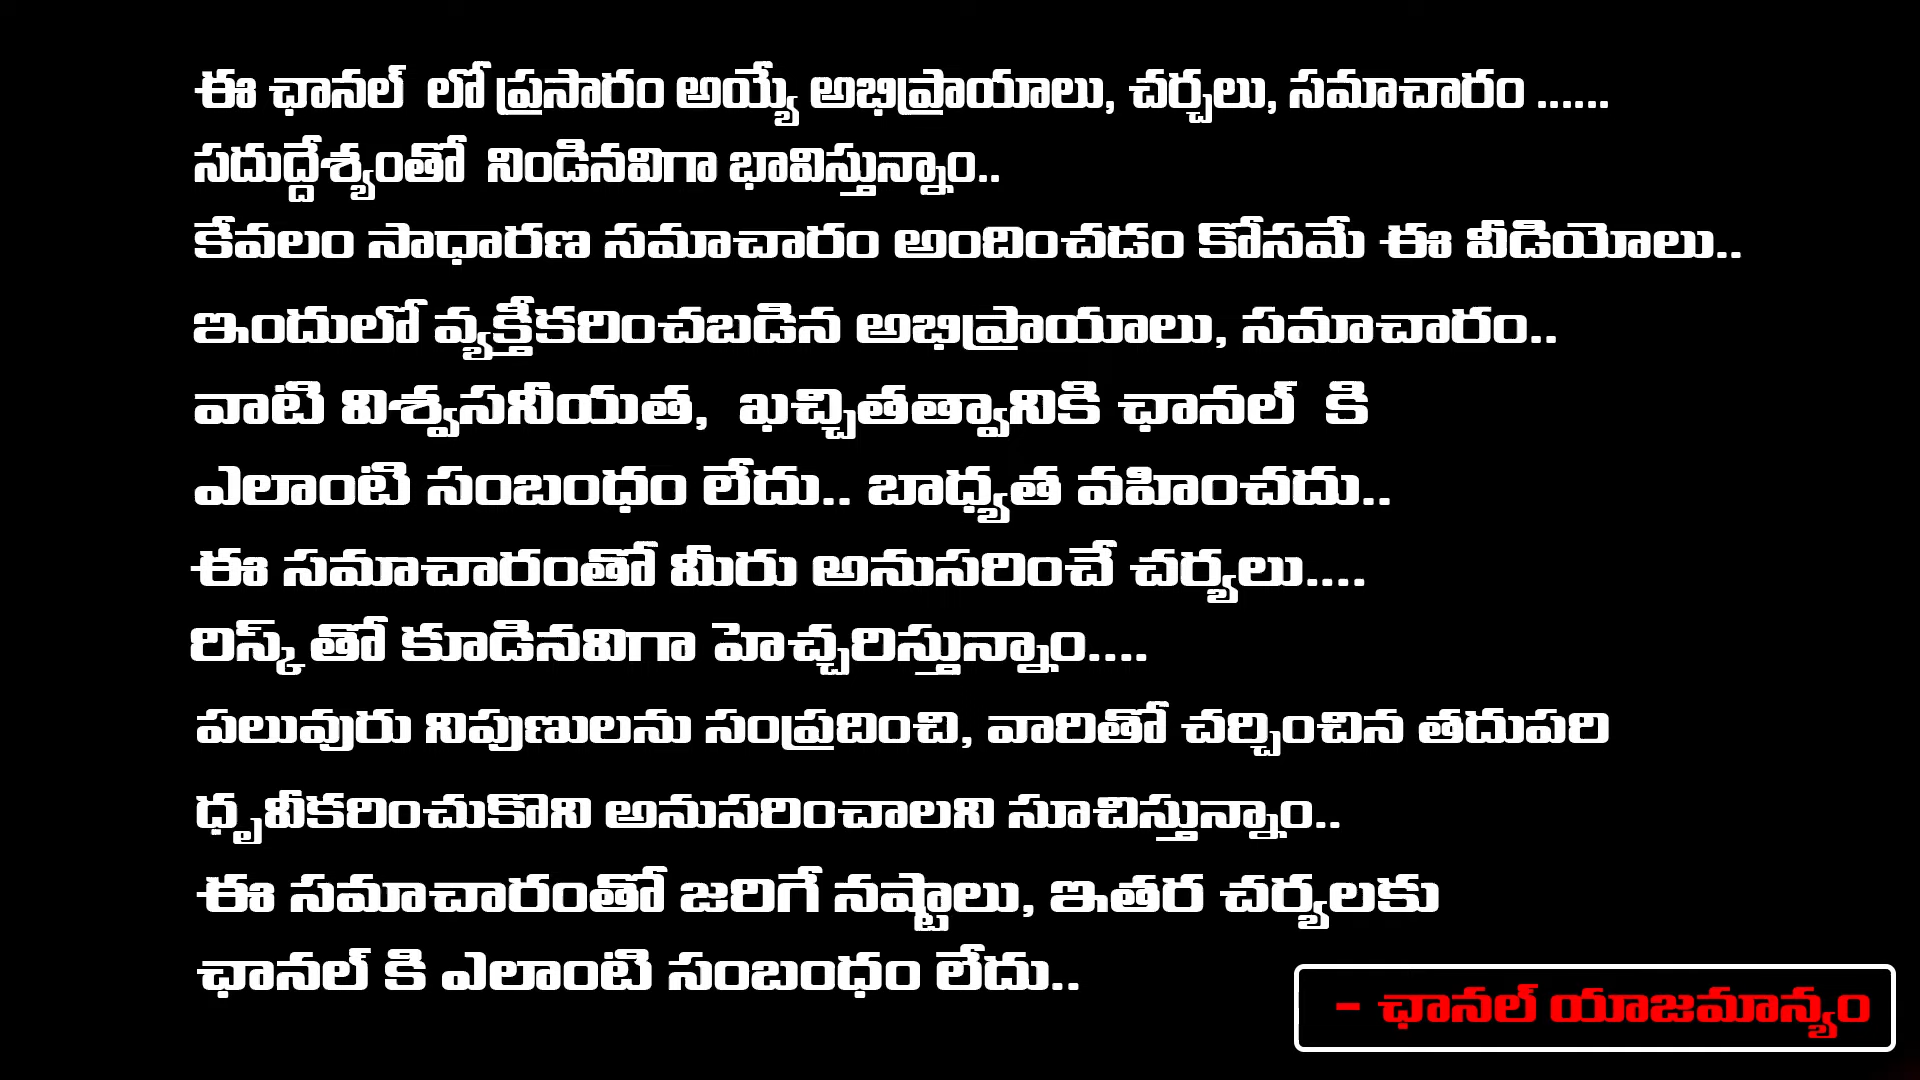 ఈ ఛానల్ లో ప్రసారం అయ్యే అభిప్రాయాలు, చర్చలు, సమాచారం ......
సదుద్దేశ్యంతో నిండినవిగా భావిస్తున్నాం..
కేవలం సాధారణ సమాచారం అందించడం కోసమే ఈ వీడియోలు..
ఇందులో వ్యక్తీకరించబడిన అభిప్రాయాలు, సమాచారం..
వాటి విశ్వసనీయత, ఖచ్చితత్వానికి ఛానల్ కి
ఎలాంటి సంబంధం లేదు.. బాధ్యత వహించదు..
ఈ సమాచారంతో మీరు అనుసరించే చర్యలు....
రిస్క్ తో కూడినవిగా హెచ్చరిస్తున్నాం....
పలువురు నిపుణులను సంప్రదించి, వారితో చర్చించిన తదుపరి
ధృవీకరించుకొని అనుసరించాలని సూచిస్తున్నాం..
ఈ సమాచారంతో జరిగే నష్టాలు, ఇతర చర్యలకు
ఛానల్ కి ఎలాంటి సంబంధం లేదు..
- ఛానల్ యాజమాన్యం